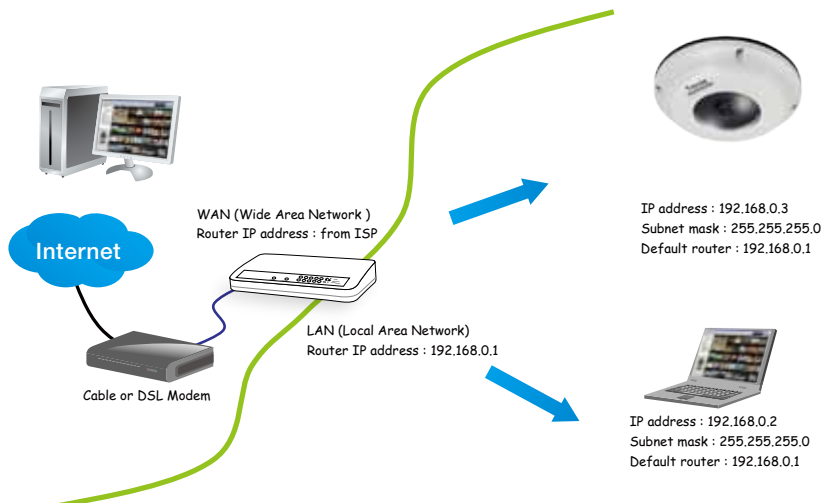 WAN (Wide Area Network )
Router IP address : from ISP
Internet
LAN (Local Area Network)
Router IP address : 192.168.0.1
Cable or DSL Modem
IP address : 192.168.0.3
Subnet mask : 255.255.255.0
Default router : 192.168.0.1
IP address : 192.168.0.2
Subnet mask : 255.255.255.0
Default router : 192.168.0.1